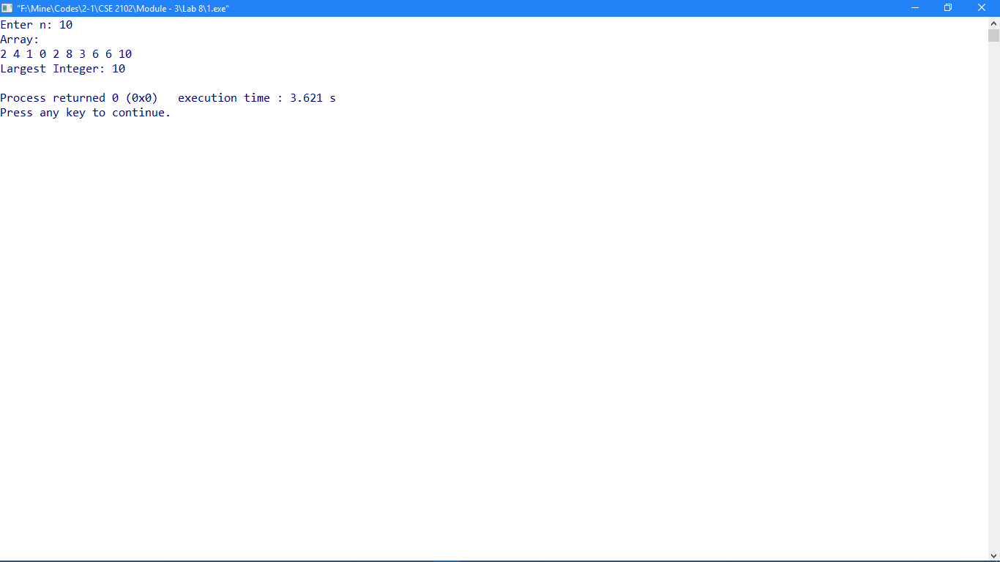 "F:\Mine\Codes\2-1\CSE 2102\Module - 3\Lab 8\1.exe"
Enter n: 10
Array:
2 4 1 0 2 8 3 6 6 10
Largest Integer: 10
Process returned 0 (0x0)   execution time : 3.621 s
Press any key to continue.